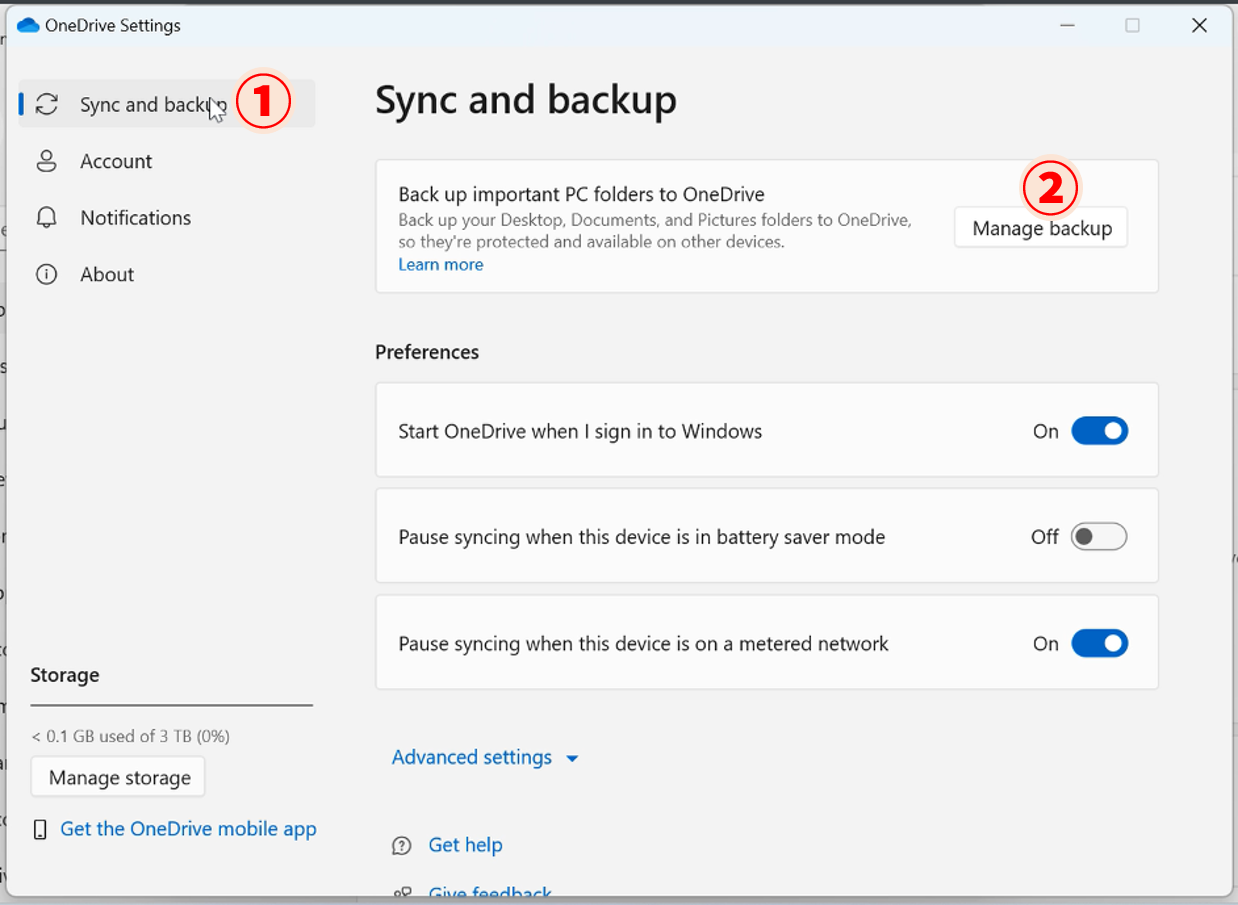 OneDrive Settings
Sync and backup
1
Account
Notifications
About
Storage
< 0.1 GB used of 3 TB (0%)
Manage storage
Get the OneDrive mobile app
Sync and backup
Back up important PC folders to OneDrive
Back up your Desktop, Documents, and Pictures folders to OneDrive,
so they're protected and available on other devices.
Learn more
2
Manage backup
Preferences
Start OneDrive when I sign in to Windows
On
Pause syncing when this device is in battery saver mode
Off
Pause syncing when this device is on a metered network
On
Advanced settings
Get help
Give feedback